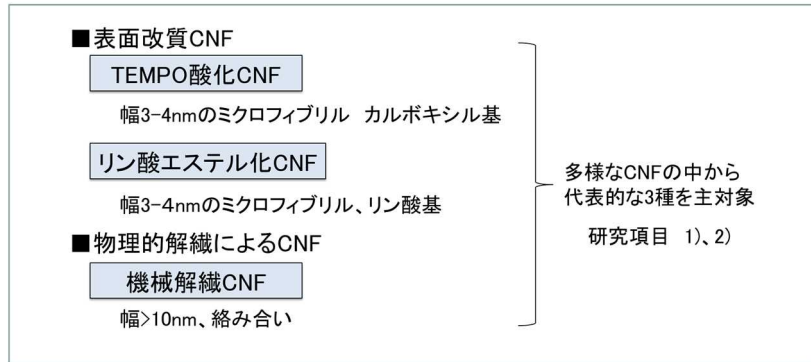 ■表面改質CNF
TEMPO酸化CNF
幅3-4nmのミクロフィブリル カルボキシル基
リン酸エステル化CNF
幅3-4nmのミクロフィブリル、リン酸基
■物理的解繊によるCNF
機械解繊CNF
幅>10nm、絡み合い
多様なCNFの中から
代表的な3種を主対象
研究項目 1)、2)